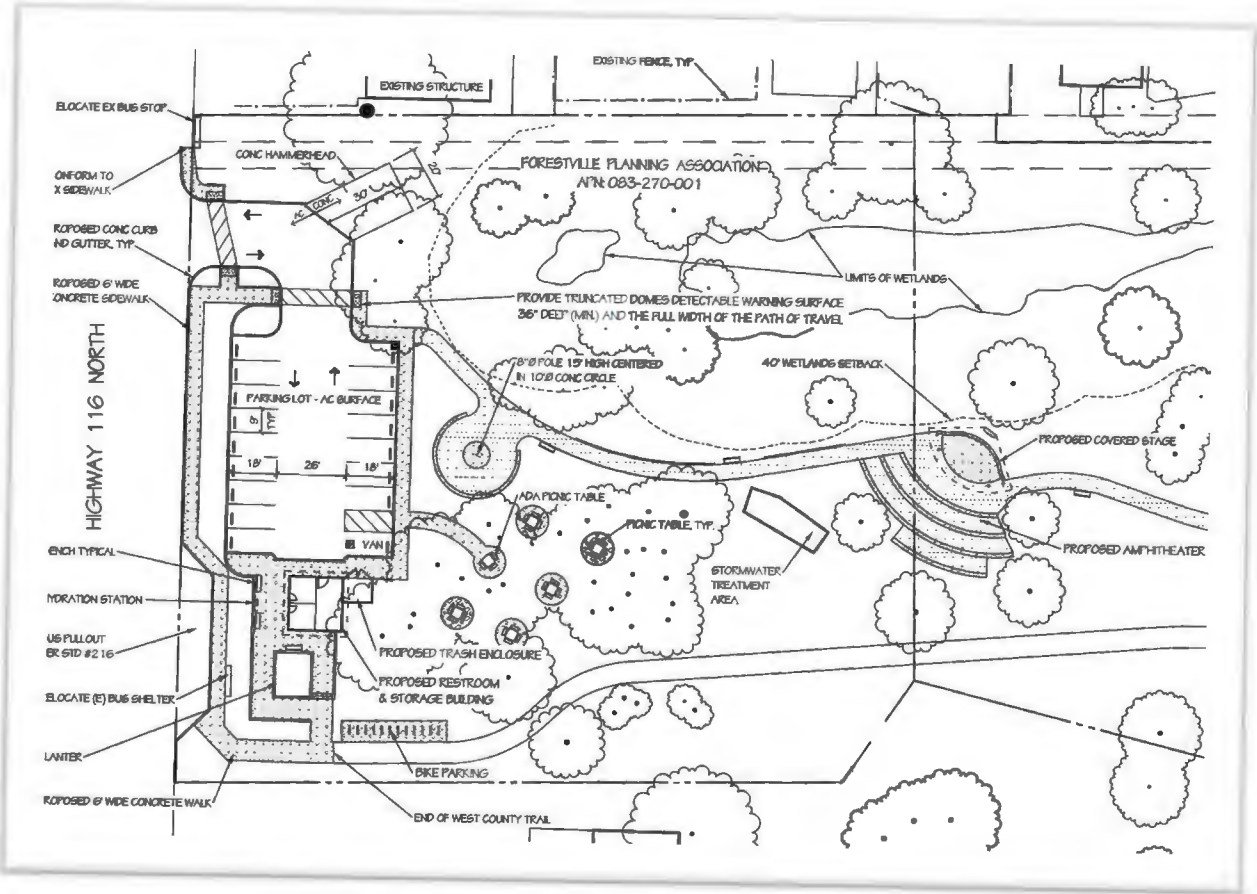 EXISTING FENCE, TYP
EXISTING STRUCTURE
ELOCATE EX BUS STOP
CONC HAMMERHEAD
20'
30'
AC
CONC
FORESTVILLE PLANNING ASSOCIATION
APN: 083-270-001
ONFORM TO
X SIDEWALK
ROPOSED CONC CURB
ND GUTTER, TYP
ROPOSED 6' WIDE
CONCRETE SIDEWALK
LIMITS OF WETLANDS
PROVIDE TRUNCATED DOMES DETECTABLE WARNING SURFACE
36" DEEP (MIN.) AND THE FULL WIDTH OF THE PATH OF TRAVEL
HIGHWAY 116 NORTH
8"Ø POLE 15' HIGH CENTERED
IN 10'Ø CONC CIRCLE
40' WETLANDS SETBACK
PARKING LOT - AC SURFACE
9'
TYP
18'
26'
18'
PROPOSED COVERED STAGE
ADA PICNIC TABLE
PICNIC TABLE, TYP.
VAN
PROPOSED AMPHITHEATER
STORMWATER
TREATMENT
AREA
ENCH TYPICAL
YDRATION STATION
US PULLOUT
ER STD #216
PROPOSED TRASH ENCLOSURE
PROPOSED RESTROOM
& STORAGE BUILDING
ELOCATE (E) BUS SHELTER
LANTER
BIKE PARKING
ROPOSED 6' WIDE CONCRETE WALK
END OF WEST COUNTY TRAIL